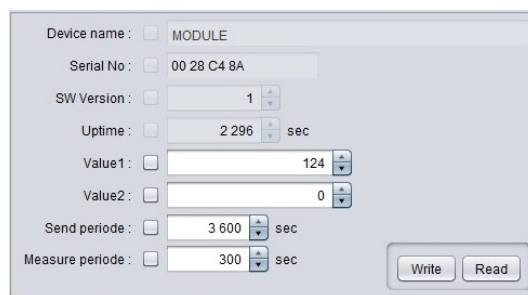 Device name : MODULE
Serial No : 00 28 C4 8A
SW Version : 1
Uptime : 2 296 sec
Value1 : 124
Value2 : 0
Send periode : 3 600 sec
Measure periode : 300 sec
Write Read